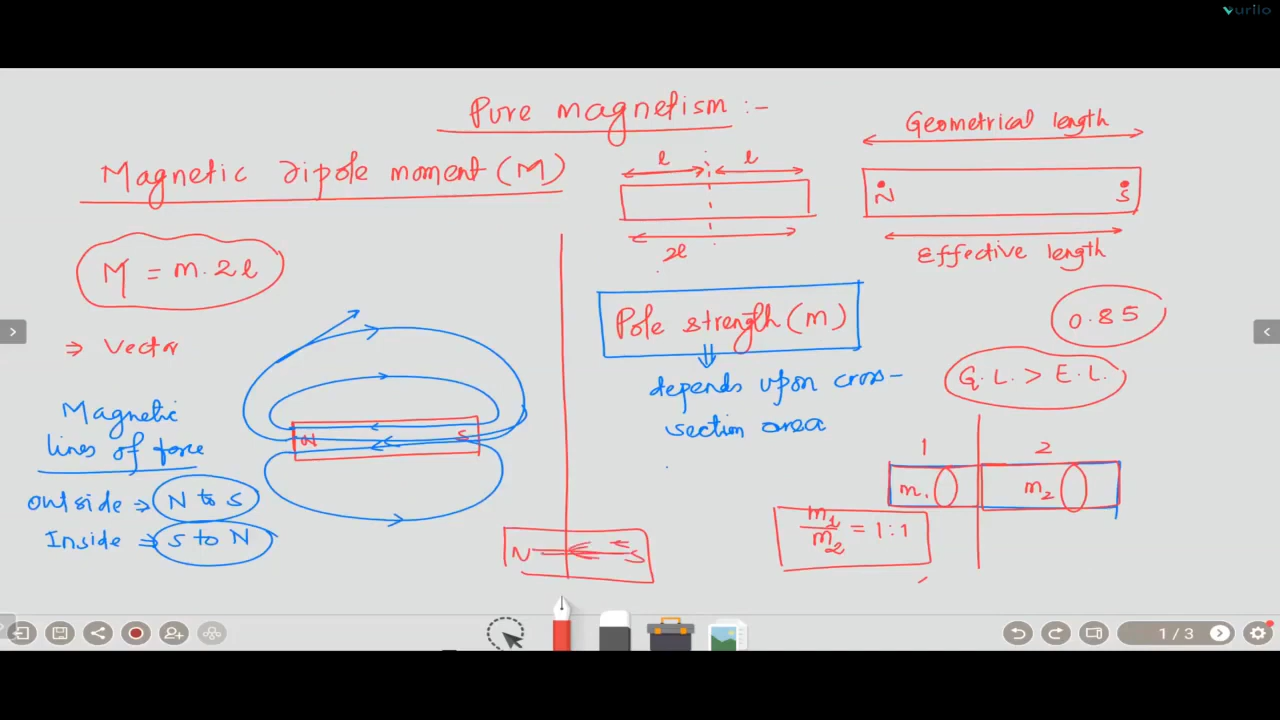 Vurilo
Pure magnetism :-
Magnetic dipole moment (M)
M = m.2l
⇒ Vector
Magnetic
lines of force
outside ⇒ N to S
Inside ⇒ S to N
N S
N S
l l
2l
Geometrical length
N S
Effective length
Pole strength (m)
⇓
depends upon cross-
section area
0.85
G.L. > E.L.
1 2
m₁ m₂
m₁/m₂ = 1:1
1/3